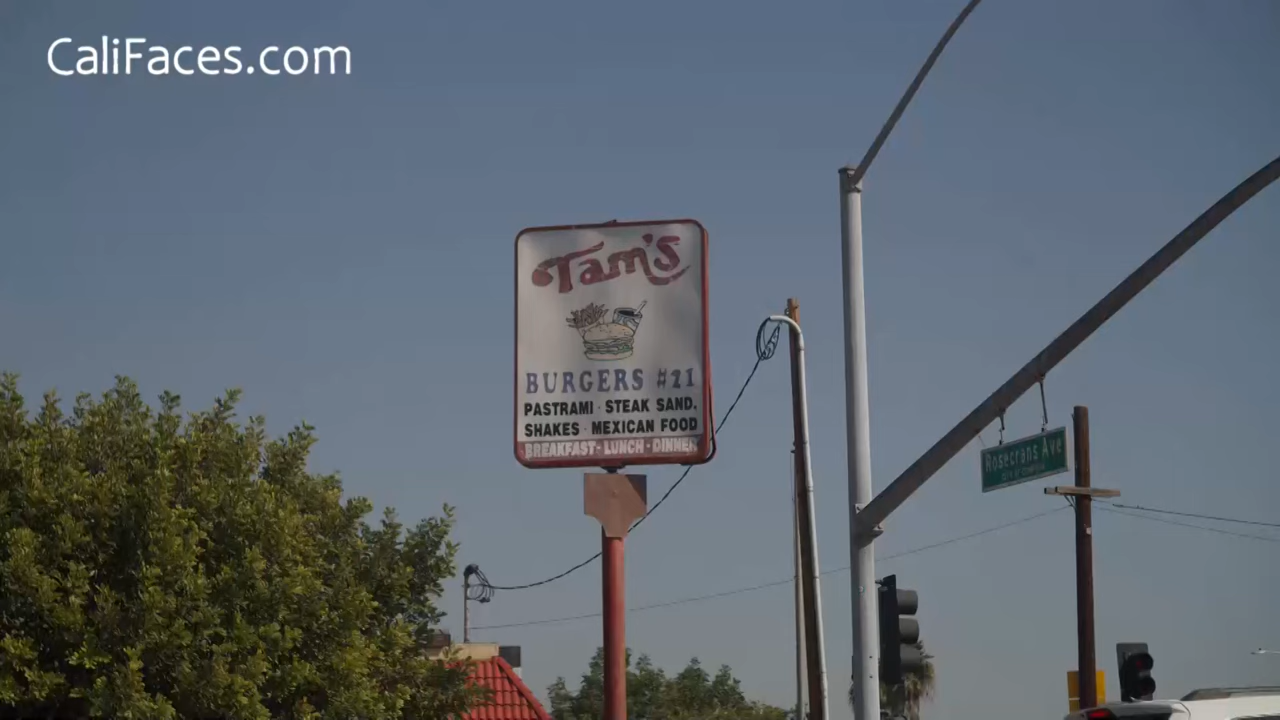 CaliFaces.com
Tam's
BURGERS #21
PASTRAMI · STEAK SAND.
SHAKES · MEXICAN FOOD
BREAKFAST - LUNCH - DINNER
Rosecrans Ave